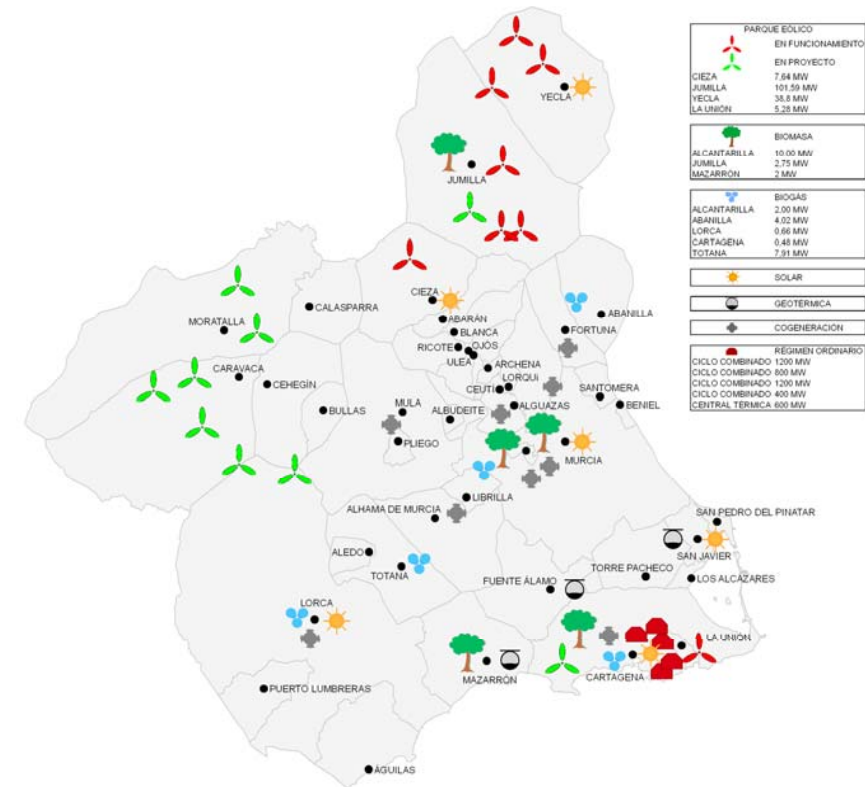 PARQUE EÓLICO
EN FUNCIONAMIENTO
EN PROYECTO
CIEZA 7,64 MW
JUMILLA 101,59 MW
YECLA 38,8 MW
LA UNIÓN 5,28 MW
BIOMASA
ALCANTARILLA 10,00 MW
JUMILLA 2,75 MW
MAZARRÓN 2 MW
BIOGÁS
ALCANTARILLA 2,00 MW
ABANILLA 4,02 MW
LORCA 0,66 MW
CARTAGENA 0,48 MW
TOTANA 7,91 MW
SOLAR
GEOTÉRMICA
COGENERACIÓN
RÉGIMEN ORDINARIO
CICLO COMBINADO 1200 MW
CICLO COMBINADO 800 MW
CICLO COMBINADO 1200 MW
CICLO COMBINADO 400 MW
CENTRAL TERMICA 600 MW
YECLA
JUMILLA
CIEZA
CALASPARRA
ABARÁN
ABANILLA
MORATALLA
BLANCA
FORTUNA
RICOTE
OJÓS
ULEA
ARCHENA
CARAVACA
CEHEGÍN
LORQUí
CEUTÍ
SANTOMERA
BULLAS
MULA
ALBUDEITE
ALGUAZAS
BENIEL
PLIEGO
MURCIA
LIBRILLA
ALHAMA DE MURCIA
SAN PEDRO DEL PINATAR
ALEDO
SAN JAVIER
TOTANA
FUENTE ÁLAMO
TORRE PACHECO
LOS ALCÁZARES
LORCA
LA UNIÓN
MAZARRÓN
CARTAGENA
PUERTO LUMBRERAS
ÁGUILAS